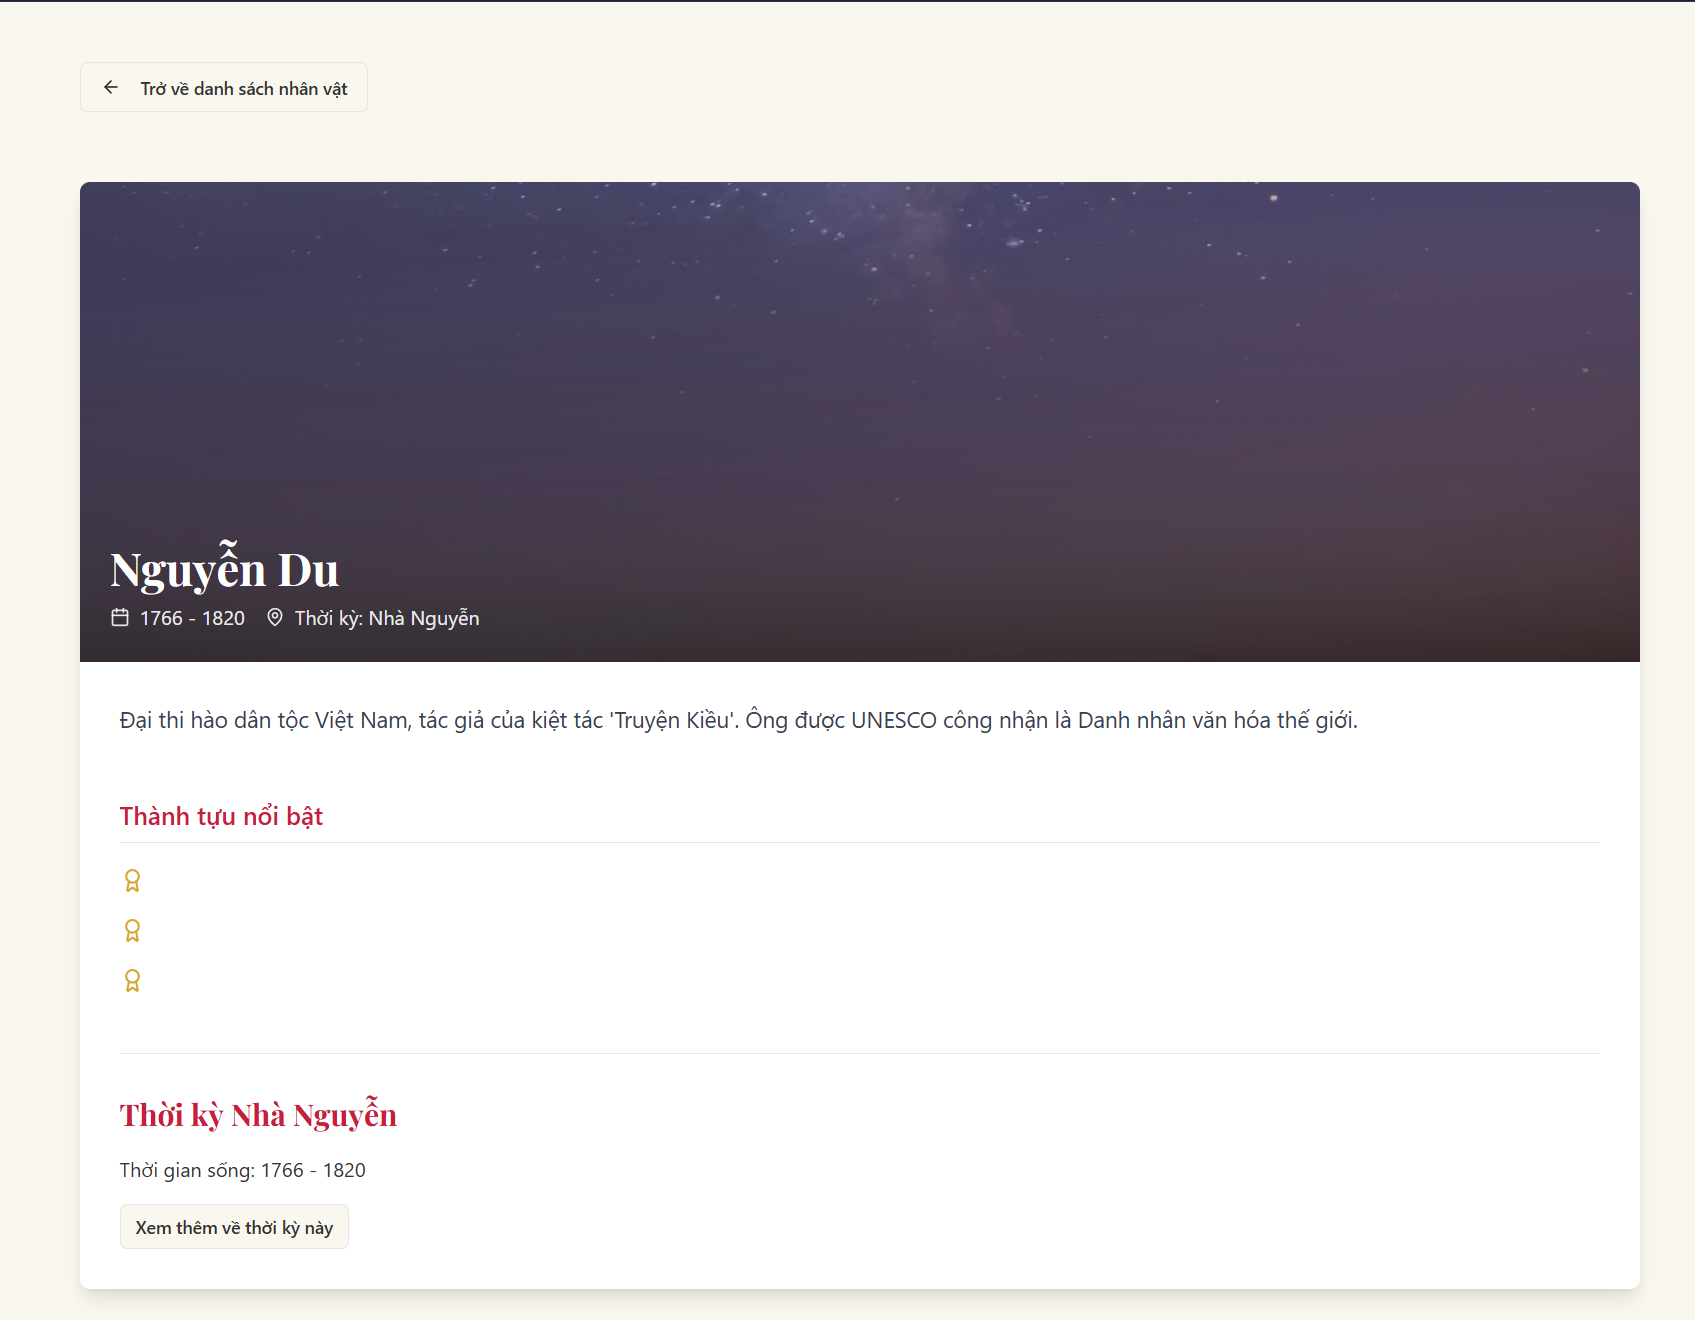 Trở về danh sách nhân vật
Nguyễn Du
1766 - 1820 Thời kỳ: Nhà Nguyễn
Đại thi hào dân tộc Việt Nam, tác giả của kiệt tác 'Truyện Kiều'. Ông được UNESCO công nhận là Danh nhân văn hóa thế giới.
Thành tựu nổi bật
Thời kỳ Nhà Nguyễn
Thời gian sống: 1766 - 1820
Xem thêm về thời kỳ này